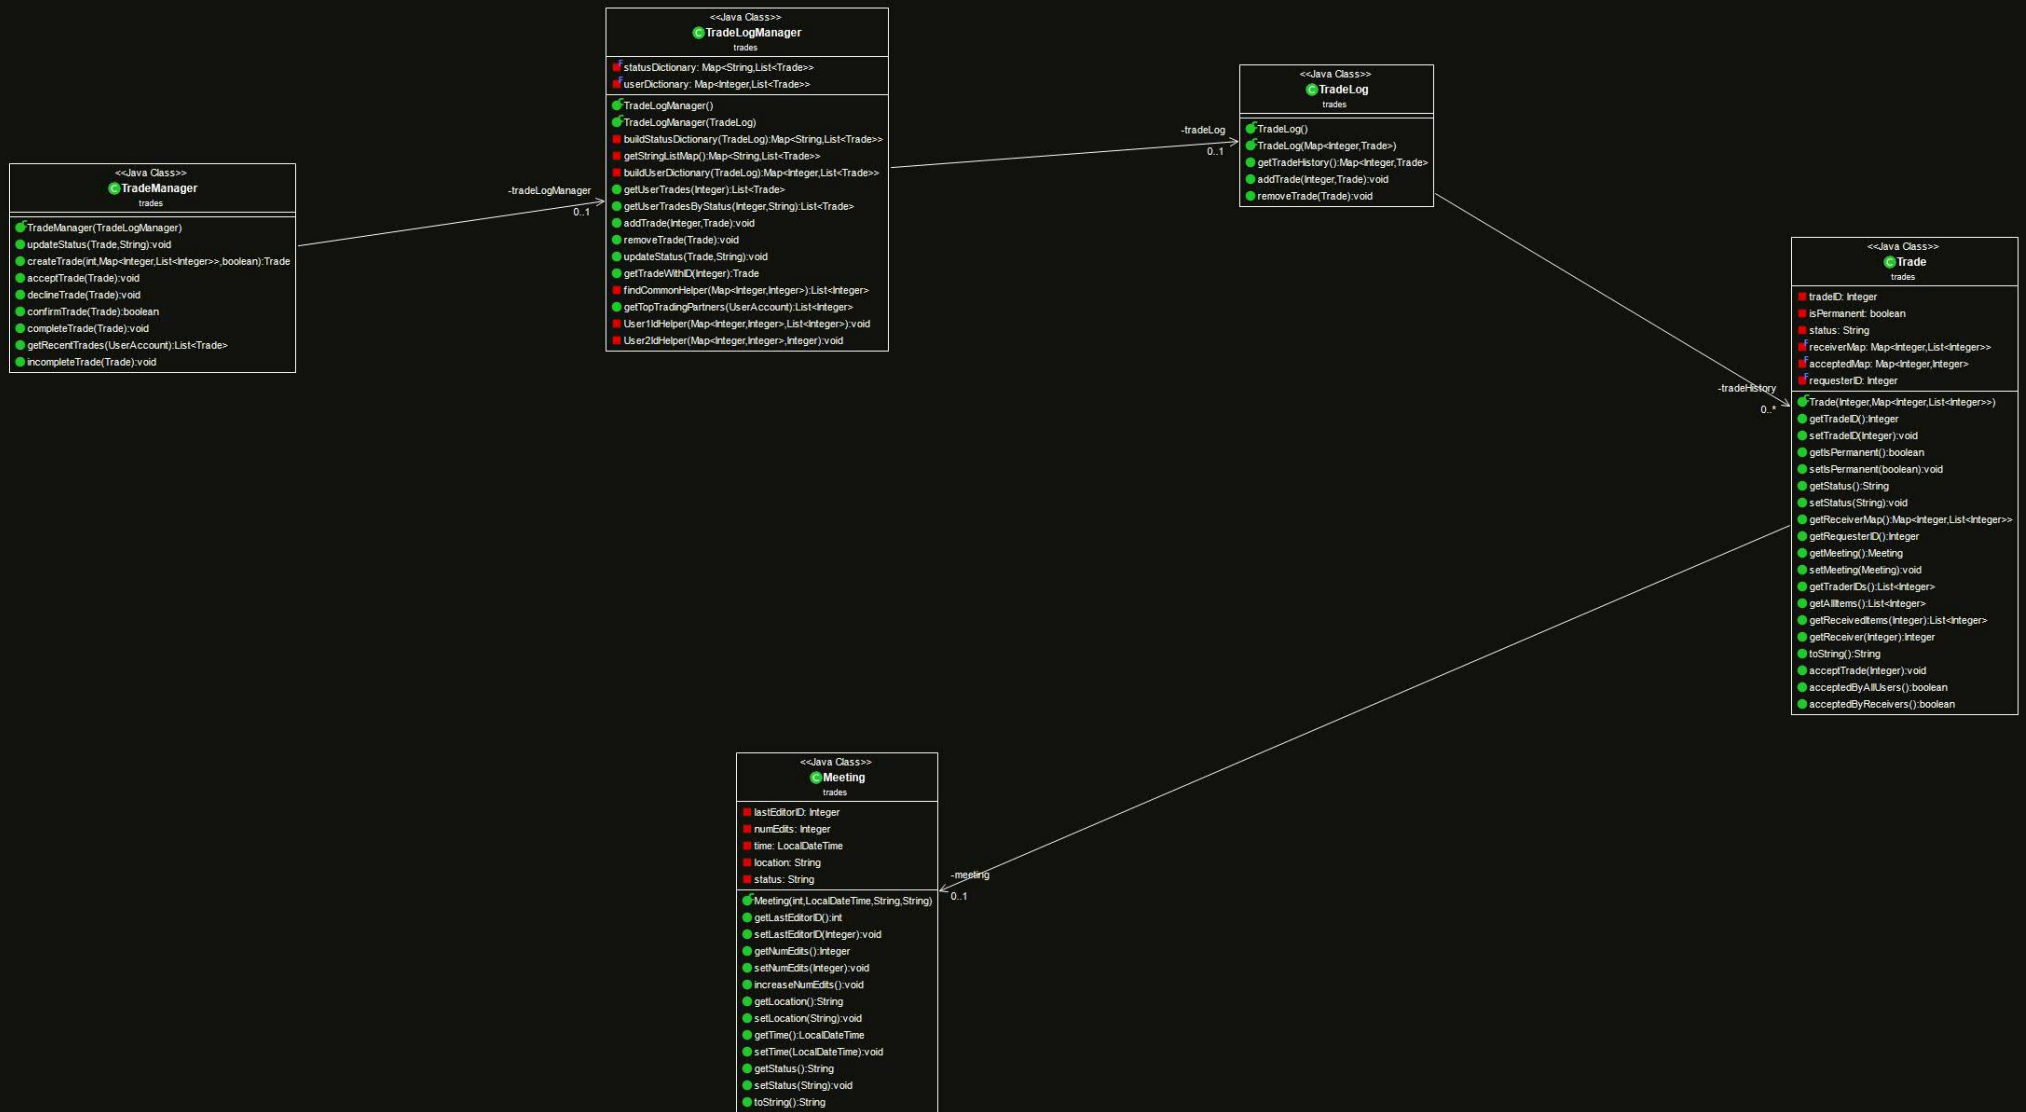 <<Java Class>>
TradeManager
trades
TradeManager(TradeLogManager)
updateStatus(Trade,String):void
createTrade(int,Map<Integer,List<Integer>>,boolean):Trade
acceptTrade(Trade):void
declineTrade(Trade):void
confirmTrade(Trade):boolean
completeTrade(Trade):void
getRecentTrades(UserAccount):List<Trade>
incompleteTrade(Trade):void
-tradeLogManager
0..1
<<Java Class>>
TradeLogManager
trades
statusDictionary: Map<String,List<Trade>>
userDictionary: Map<Integer,List<Trade>>
TradeLogManager()
TradeLogManager(TradeLog)
buildStatusDictionary(TradeLog):Map<String,List<Trade>>
getStringListMap():Map<String,List<Trade>>
buildUserDictionary(TradeLog):Map<Integer,List<Trade>>
getUserTrades(Integer):List<Trade>
getUserTradesByStatus(Integer,String):List<Trade>
addTrade(Integer,Trade):void
removeTrade(Trade):void
updateStatus(Trade,String):void
getTradeWithID(Integer):Trade
findCommonHelper(Map<Integer,Integer>):List<Integer>
getTopTradingPartners(UserAccount):List<Integer>
User1IdHelper(Map<Integer,Integer>,List<Integer>):void
User2IdHelper(Map<Integer,Integer>,Integer):void
-tradeLog
0..1
<<Java Class>>
TradeLog
trades
TradeLog()
TradeLog(Map<Integer,Trade>)
getTradeHistory():Map<Integer,Trade>
addTrade(Integer,Trade):void
removeTrade(Trade):void
-tradeHistory
0..*
<<Java Class>>
Trade
trades
tradeID: Integer
isPermanent: boolean
status: String
receiverMap: Map<Integer,List<Integer>>
acceptedMap: Map<Integer,Integer>
requesterID: Integer
Trade(Integer,Map<Integer,List<Integer>>)
getTradeID():Integer
setTradeID(Integer):void
getIsPermanent():boolean
setIsPermanent(boolean):void
getStatus():String
setStatus(String):void
getReceiverMap():Map<Integer,List<Integer>>
getRequesterID():Integer
getMeeting():Meeting
setMeeting(Meeting):void
getTraderIDs():List<Integer>
getAllItems():List<Integer>
getReceivedItems(Integer):List<Integer>
getReceiver(Integer):Integer
toString():String
acceptTrade(Integer):void
acceptedByAllUsers():boolean
acceptedByReceivers():boolean
-meeting
0..1
<<Java Class>>
Meeting
trades
lastEditorID: Integer
numEdits: Integer
time: LocalDateTime
location: String
status: String
Meeting(int,LocalDateTime,String,String)
getLastEditorID():int
setLastEditorID(Integer):void
getNumEdits():Integer
setNumEdits(Integer):void
increaseNumEdits():void
getLocation():String
setLocation(String):void
getTime():LocalDateTime
setTime(LocalDateTime):void
getStatus():String
setStatus(String):void
toString():String